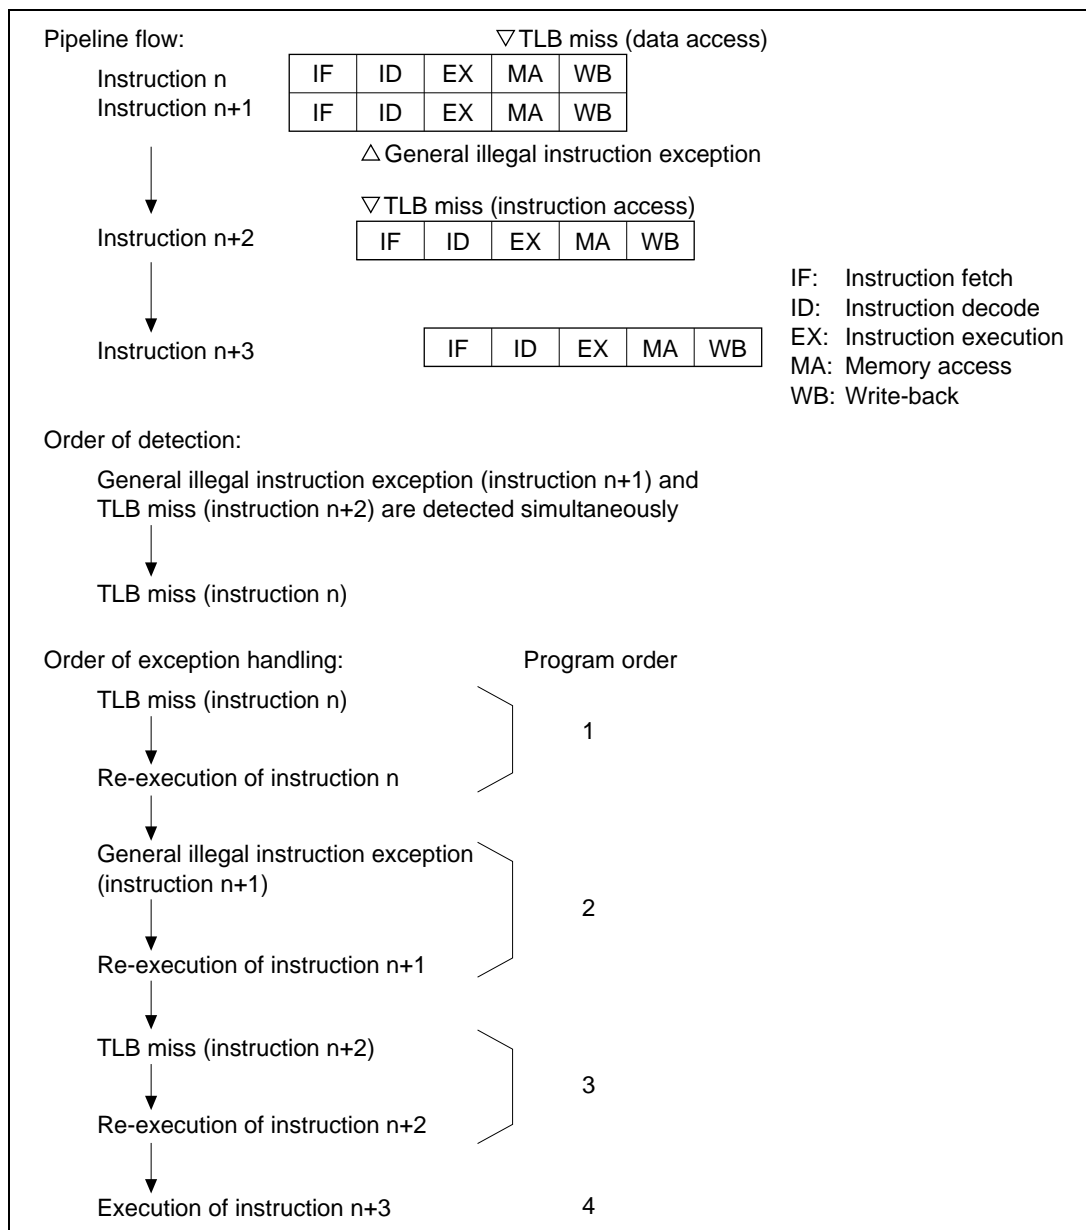 Pipeline flow:
▽TLB miss (data access)
Instruction n
IF ID EX MA WB
Instruction n+1
IF ID EX MA WB
△General illegal instruction exception
▽TLB miss (instruction access)
Instruction n+2
IF ID EX MA WB
IF: Instruction fetch
ID: Instruction decode
EX: Instruction execution
MA: Memory access
WB: Write-back
Instruction n+3
IF ID EX MA WB
Order of detection:
General illegal instruction exception (instruction n+1) and
TLB miss (instruction n+2) are detected simultaneously
TLB miss (instruction n)
Order of exception handling:
Program order
TLB miss (instruction n)
1
Re-execution of instruction n
General illegal instruction exception
(instruction n+1)
2
Re-execution of instruction n+1
TLB miss (instruction n+2)
3
Re-execution of instruction n+2
Execution of instruction n+3
4